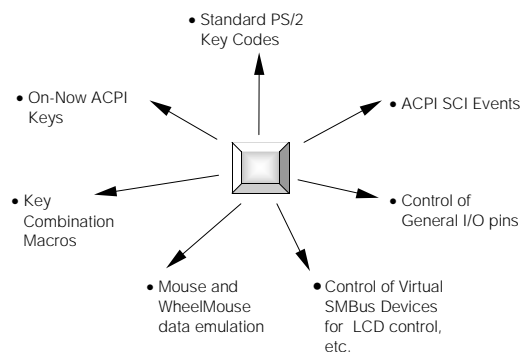 • Standard PS/2
Key Codes
• On-Now ACPI
Keys
• ACPI SCI Events
• Key
Combination
Macros
• Control of
General I/O pins
• Mouse and
WheelMouse
data emulation
• Control of Virtual
SMBus Devices
for LCD control,
etc.